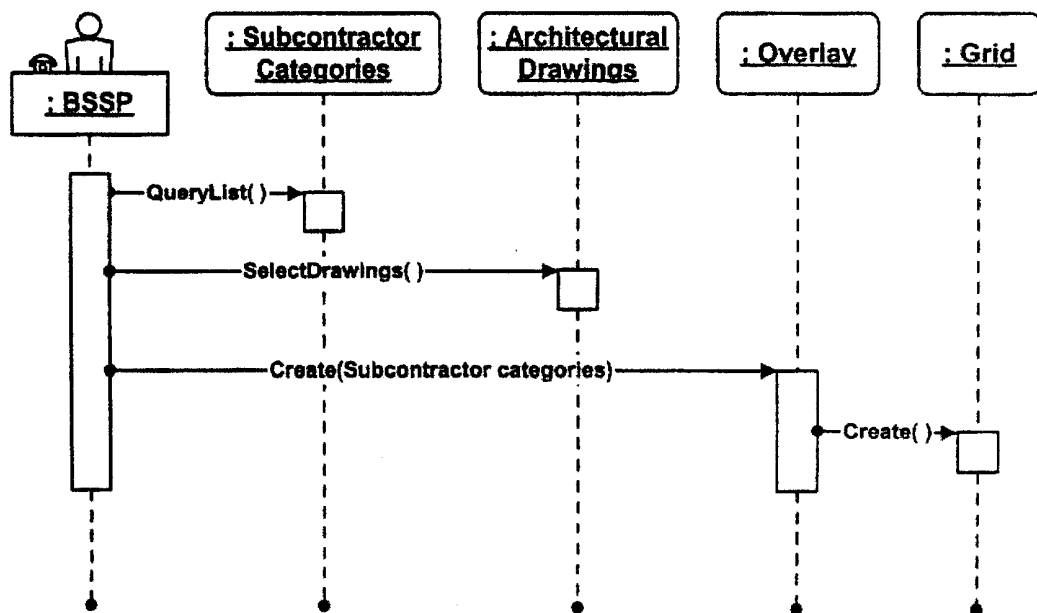 : BSSP
: Subcontractor
Categories
: Architectural
Drawings
: Overlay
: Grid
QueryList( )
SelectDrawings( )
Create(Subcontractor categories)
Create( )